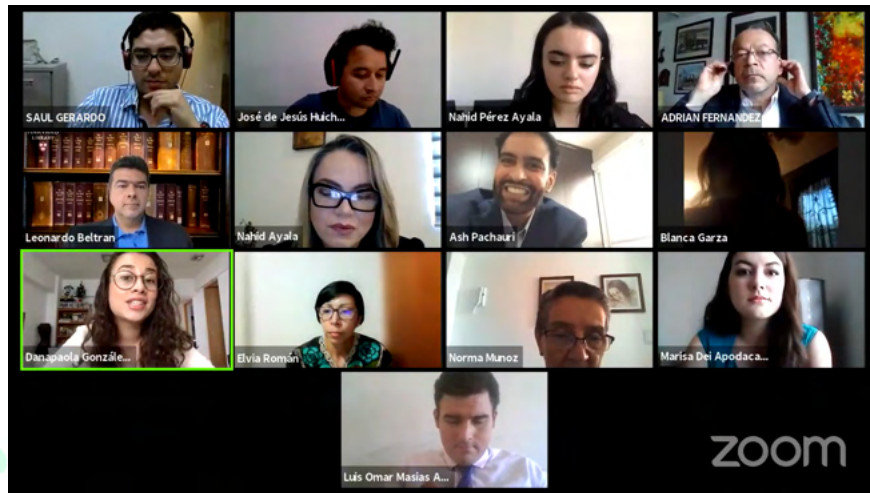 SAUL GERARDO
José de Jesús Huich...
Nahid Pérez Ayala
ADRIAN FERNANDEZ
Leonardo Beltran
Nahíd Ayala
Ash Pachauri
Blanca Garza
Danapaola Gonzále...
Elvia Román
Norma Munoz
Marisa Dei Apodaca...
Luis Omar Masias A...
zoom